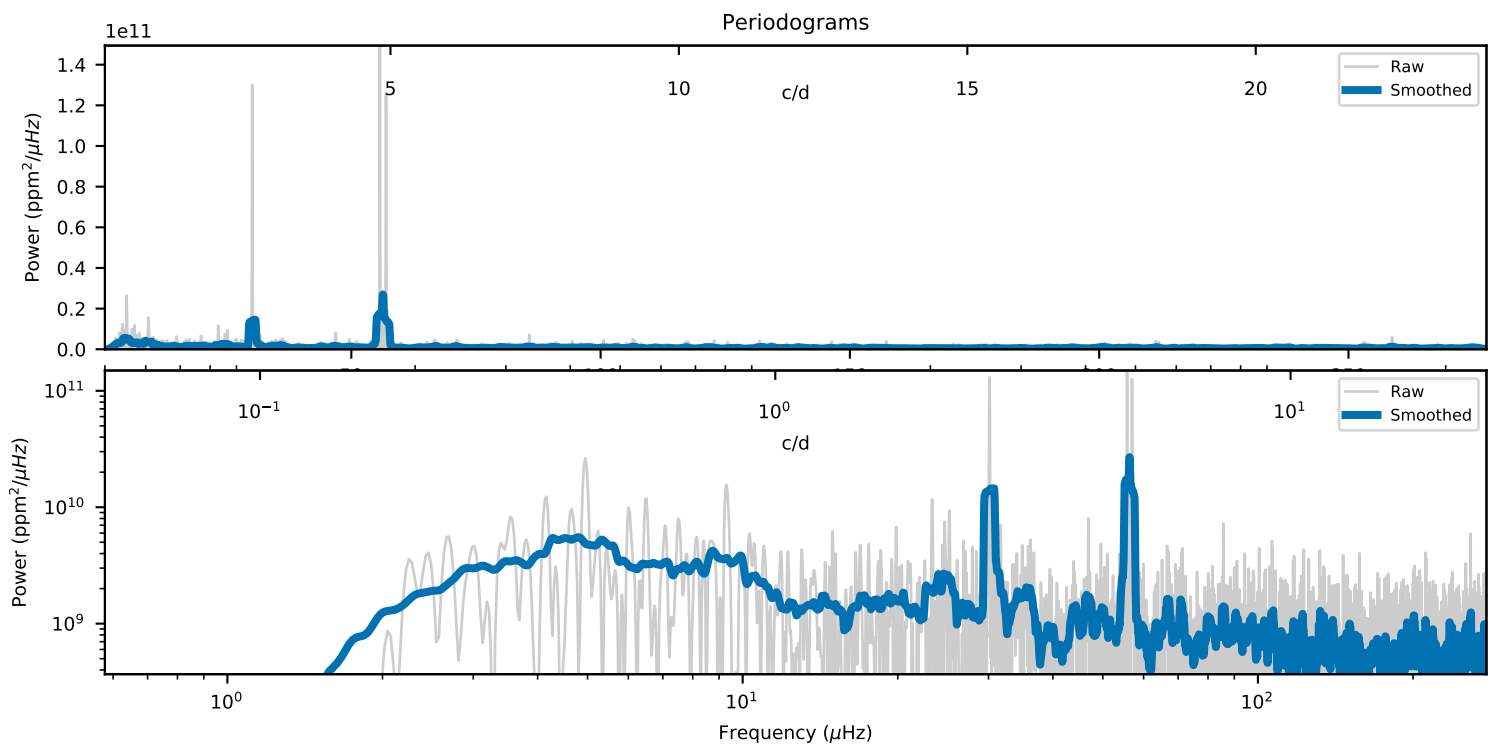 Periodograms
1e11
1.4
1.2
1.0
0.8
0.6
0.4
0.2
0.0
Power (ppm²/μHz)
5 10 15 20
c/d
Raw
Smoothed
10¹¹
10¹⁰
10⁹
Power (ppm²/μHz)
10⁻¹ 10⁰ 10¹
c/d
Raw
Smoothed
10⁰ 10¹ 10²
Frequency (μHz)